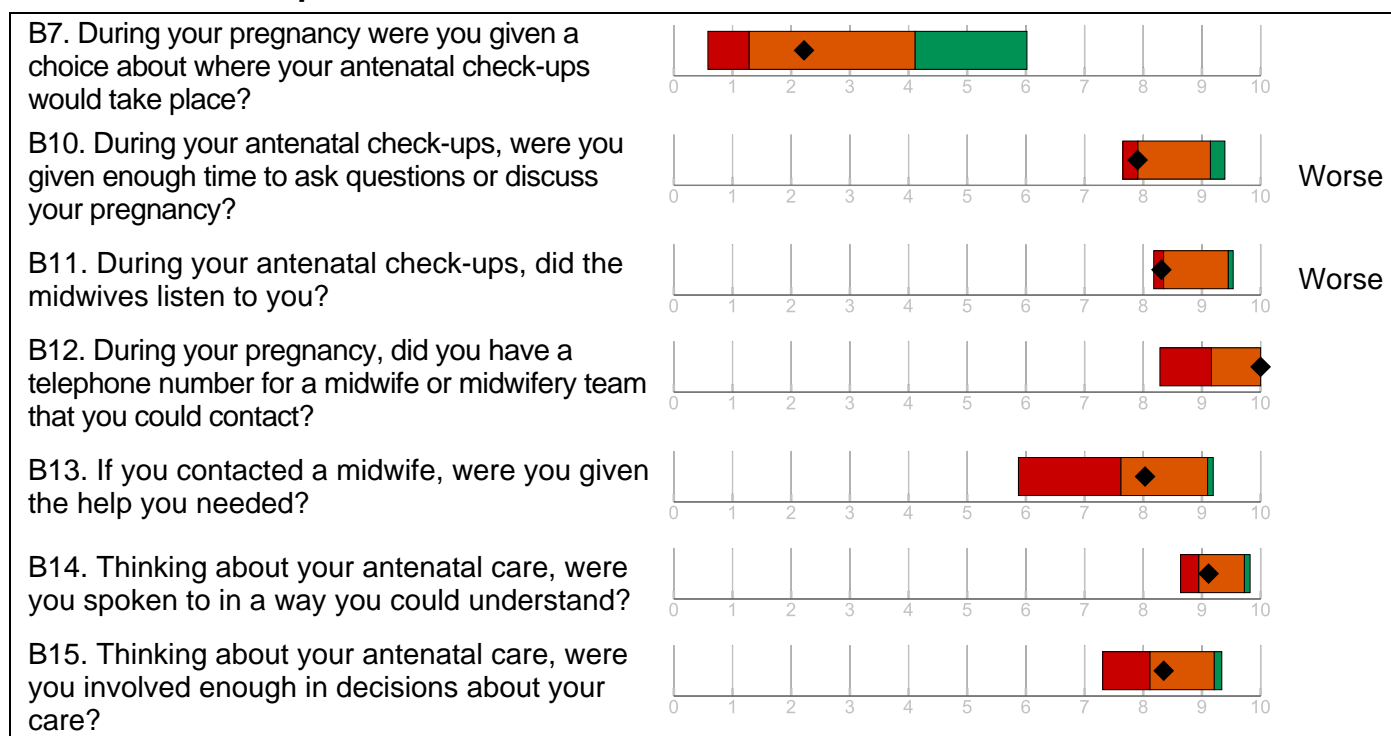 B7. During your pregnancy were you given a
choice about where your antenatal check-ups
would take place?
0 1 2 3 4 5 6 7 8 9 10
B10. During your antenatal check-ups, were you
given enough time to ask questions or discuss
your pregnancy?
0 1 2 3 4 5 6 7 8 9 10
Worse
B11. During your antenatal check-ups, did the
midwives listen to you?
0 1 2 3 4 5 6 7 8 9 10
Worse
B12. During your pregnancy, did you have a
telephone number for a midwife or midwifery team
that you could contact?
0 1 2 3 4 5 6 7 8 9 10
B13. If you contacted a midwife, were you given
the help you needed?
0 1 2 3 4 5 6 7 8 9 10
B14. Thinking about your antenatal care, were
you spoken to in a way you could understand?
0 1 2 3 4 5 6 7 8 9 10
B15. Thinking about your antenatal care, were
you involved enough in decisions about your
care?
0 1 2 3 4 5 6 7 8 9 10